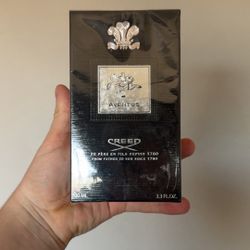 AVENTUS
CREED
DE PÈRE EN FILS DEPUIS 1760
FROM FATHER TO SON SINCE 1760
3.3 FL.OZ.